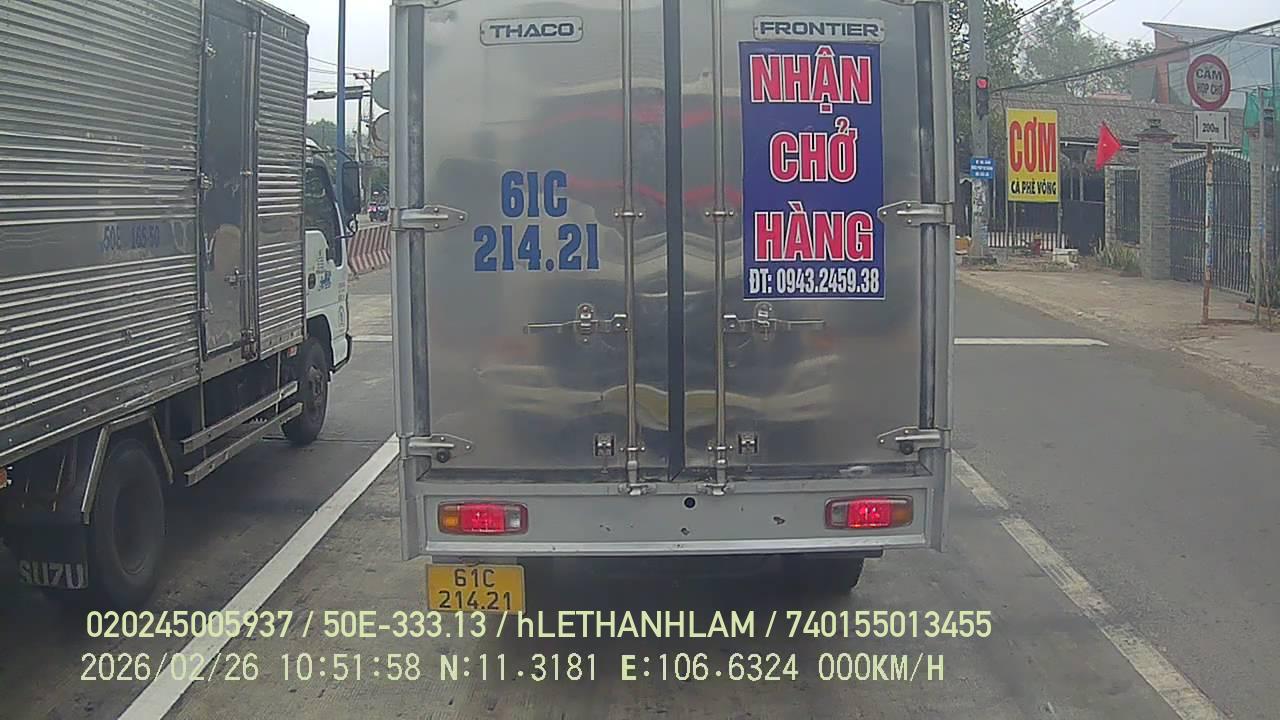 THACO
FRONTIER
NHẬN
CHỞ
HÀNG
ĐT: 0943.2459.38
61C
214.21
CẤM
HỌP CHỢ
200m
CƠM
CÀ PHÊ VÕNG
SUZU
61C
214.21
020245005937 / 50E-333.13 / hLETHANHLAM / 740155013455
2026/02/26 10:51:58 N:11.3181 E:106.6324 000KM/H